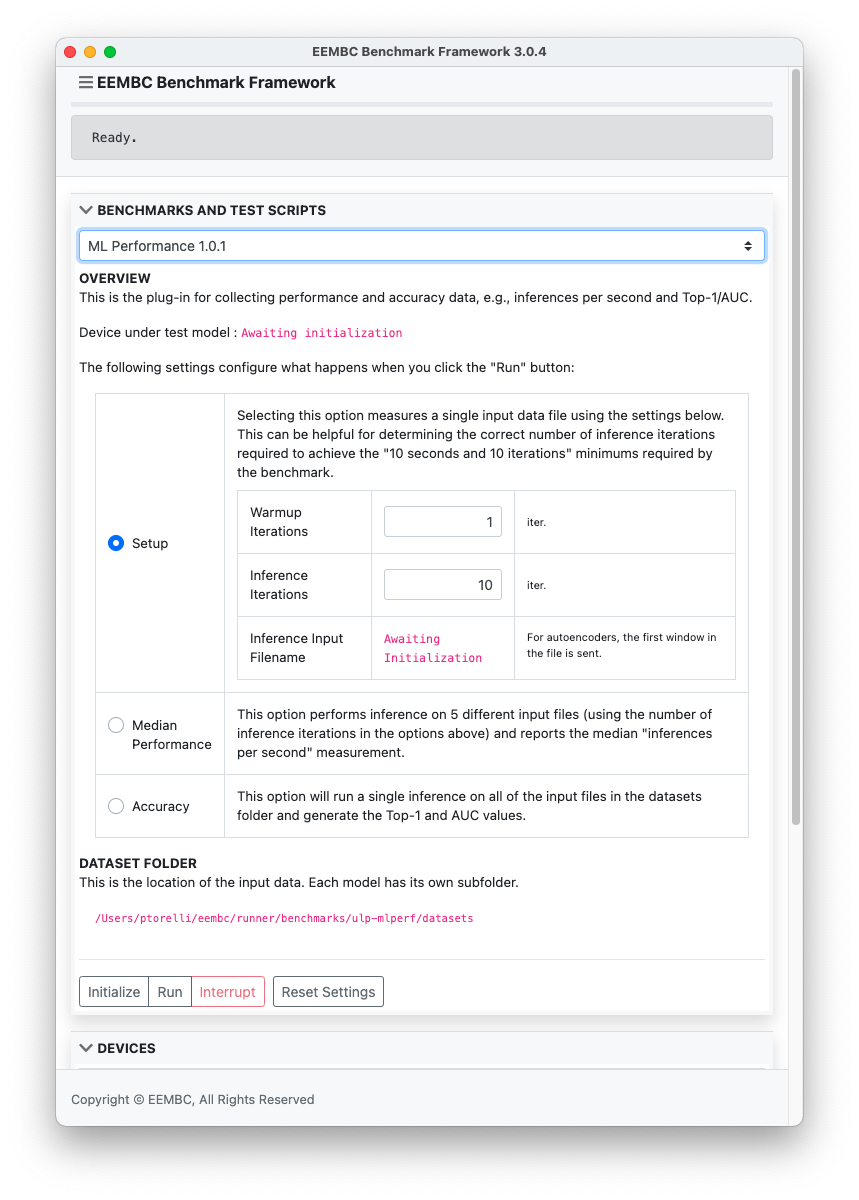 EEMBC Benchmark Framework 3.0.4
EEMBC Benchmark Framework
Ready.
BENCHMARKS AND TEST SCRIPTS
ML Performance 1.0.1
OVERVIEW
This is the plug-in for collecting performance and accuracy data, e.g., inferences per second and Top-1/AUC.
Device under test model : Awaiting initialization
The following settings configure what happens when you click the "Run" button:
Setup
Selecting this option measures a single input data file using the settings below.
This can be helpful for determining the correct number of inference iterations
required to achieve the "10 seconds and 10 iterations" minimums required by
the benchmark.
Warmup
Iterations
1
iter.
Inference
Iterations
10
iter.
Inference Input
Filename
Awaiting
Initialization
For autoencoders, the first window in
the file is sent.
Median
Performance
This option performs inference on 5 different input files (using the number of
inference iterations in the options above) and reports the median "inferences
per second" measurement.
Accuracy
This option will run a single inference on all of the input files in the datasets
folder and generate the Top-1 and AUC values.
DATASET FOLDER
This is the location of the input data. Each model has its own subfolder.
/Users/ptorelli/eembc/runner/benchmarks/ulp-mlperf/datasets
Initialize
Run
Interrupt
Reset Settings
DEVICES
Copyright © EEMBC, All Rights Reserved